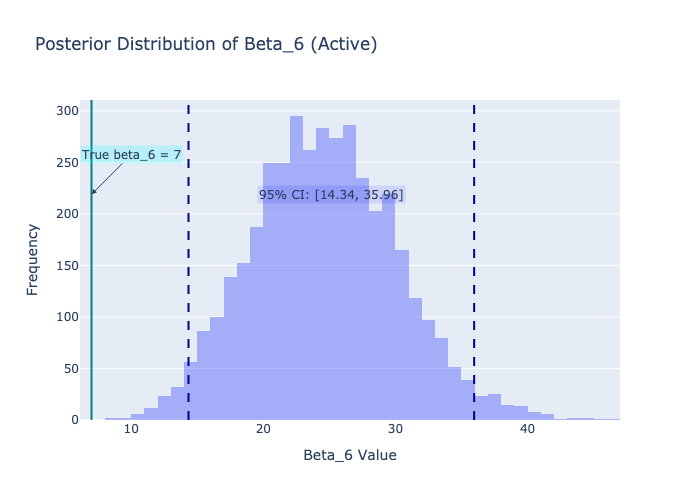 Posterior Distribution of Beta_6 (Active)
300
True beta_6 = 7
250
95% CI: [14.34, 35.96]
200
150
100
50
0
Frequency
10 20 30 40
Beta_6 Value